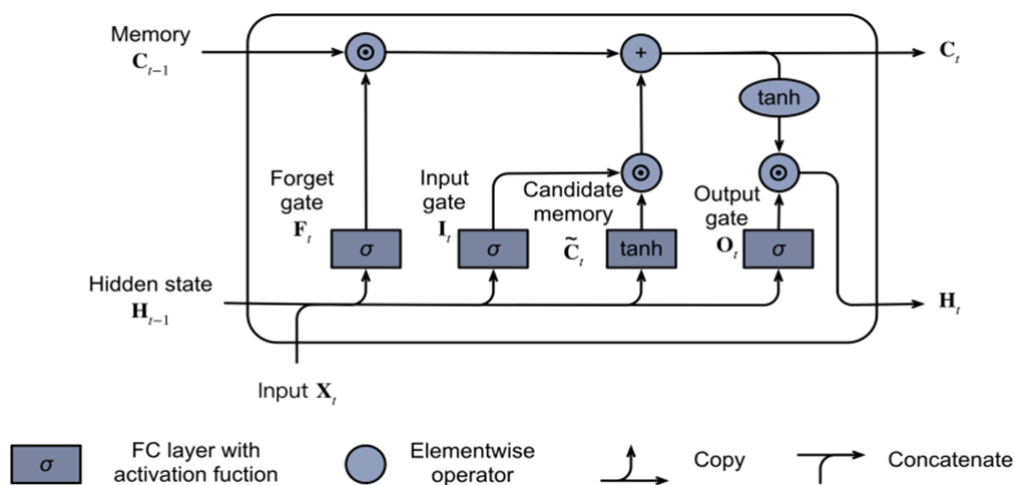 Memory
C_{t−1}
C_t
+
tanh
Forget
gate
F_t
Input
gate
I_t
Candidate
memory
C̃_t
Output
gate
O_t
σ
σ
tanh
σ
Hidden state
H_{t−1}
H_t
Input X_t
σ
FC layer with
activation fuction
Elementwise
operator
Copy
Concatenate